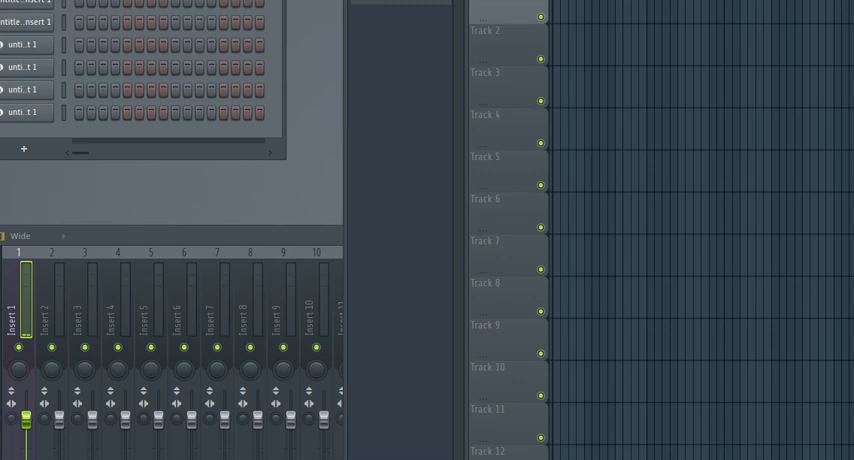 ntitle...nsert 1
unti..t 1
unti..t 1
unti..t 1
unti..t 1
+
Wide
1 2 3 4 5 6 7 8 9 10
Insert 1
Insert 2
Insert 3
Insert 4
Insert 5
Insert 6
Insert 7
Insert 8
Insert 9
Insert 10
...
Track 2
...
Track 3
...
Track 4
...
Track 5
...
Track 6
...
Track 7
...
Track 8
...
Track 9
...
Track 10
...
Track 11
...
Track 12